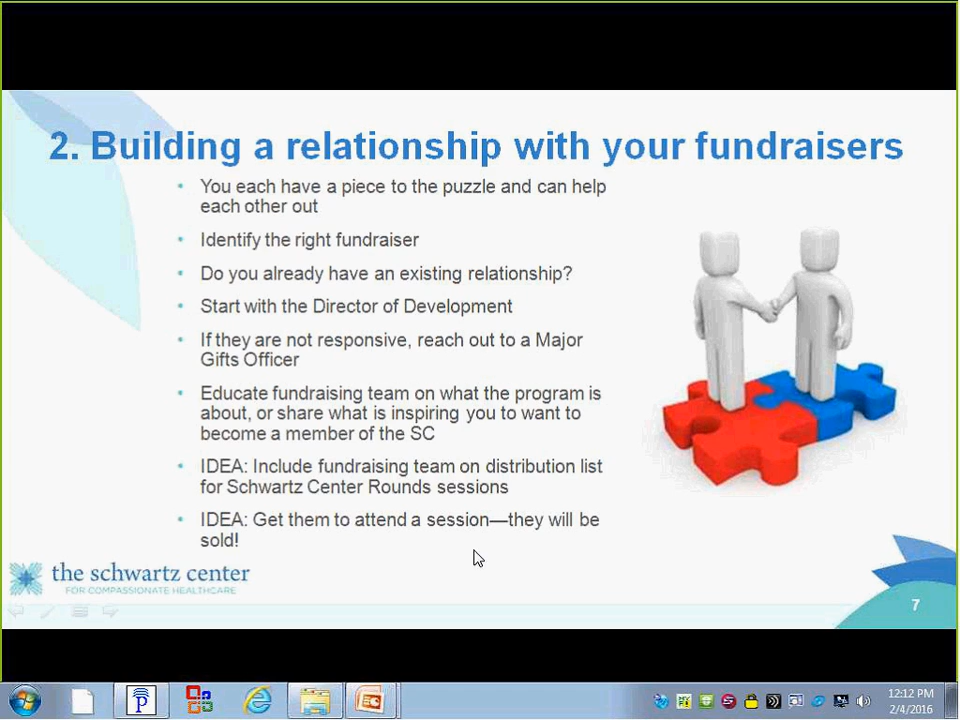 2. Building a relationship with your fundraisers
• You each have a piece to the puzzle and can help
each other out
• Identify the right fundraiser
• Do you already have an existing relationship?
• Start with the Director of Development
• If they are not responsive, reach out to a Major
Gifts Officer
• Educate fundraising team on what the program is
about, or share what is inspiring you to want to
become a member of the SC
• IDEA: Include fundraising team on distribution list
for Schwartz Center Rounds sessions
• IDEA: Get them to attend a session—they will be
sold!
the schwartz center
FOR COMPASSIONATE HEALTHCARE
7
12:12 PM
2/4/2016